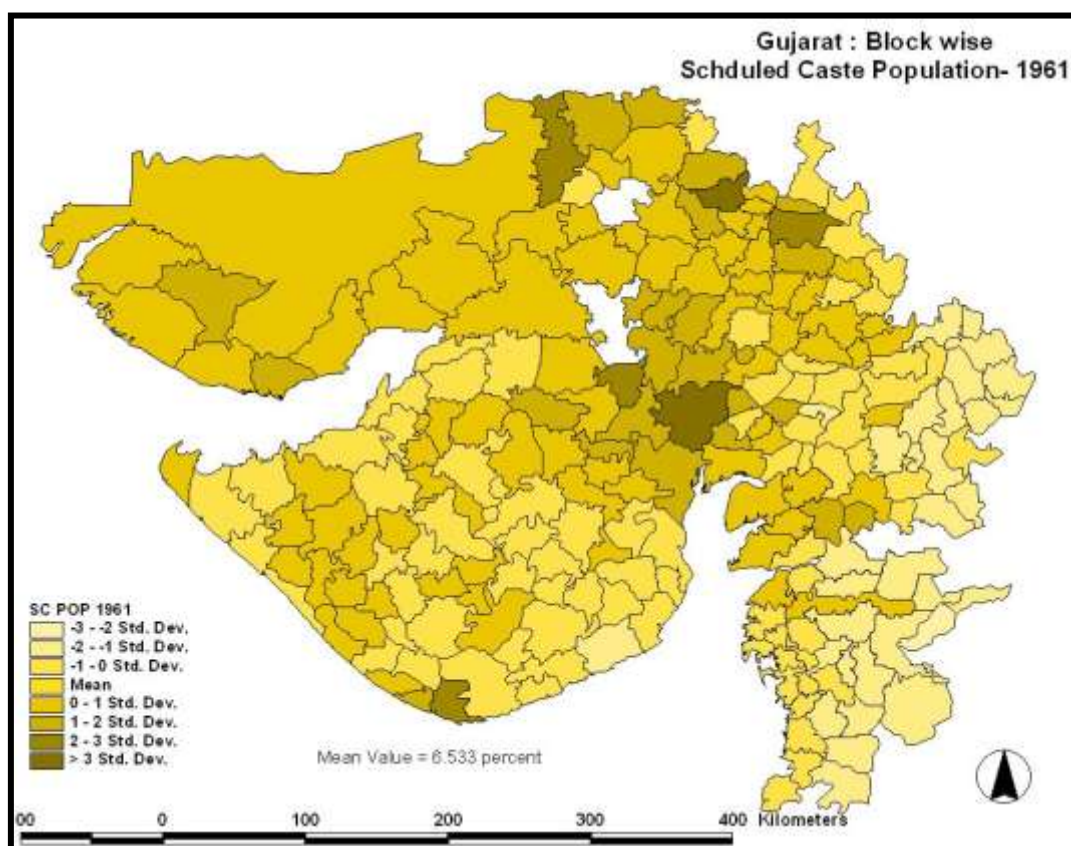 Gujarat : Block wise
Schduled Caste Population- 1961
SC POP 1961
-3 - -2 Std. Dev.
-2 - -1 Std. Dev.
-1 - 0 Std. Dev.
Mean
0 - 1 Std. Dev.
1 - 2 Std. Dev.
2 - 3 Std. Dev.
> 3 Std. Dev.
Mean Value = 6.533 percent
00 0 100 200 300 400 Kilometers